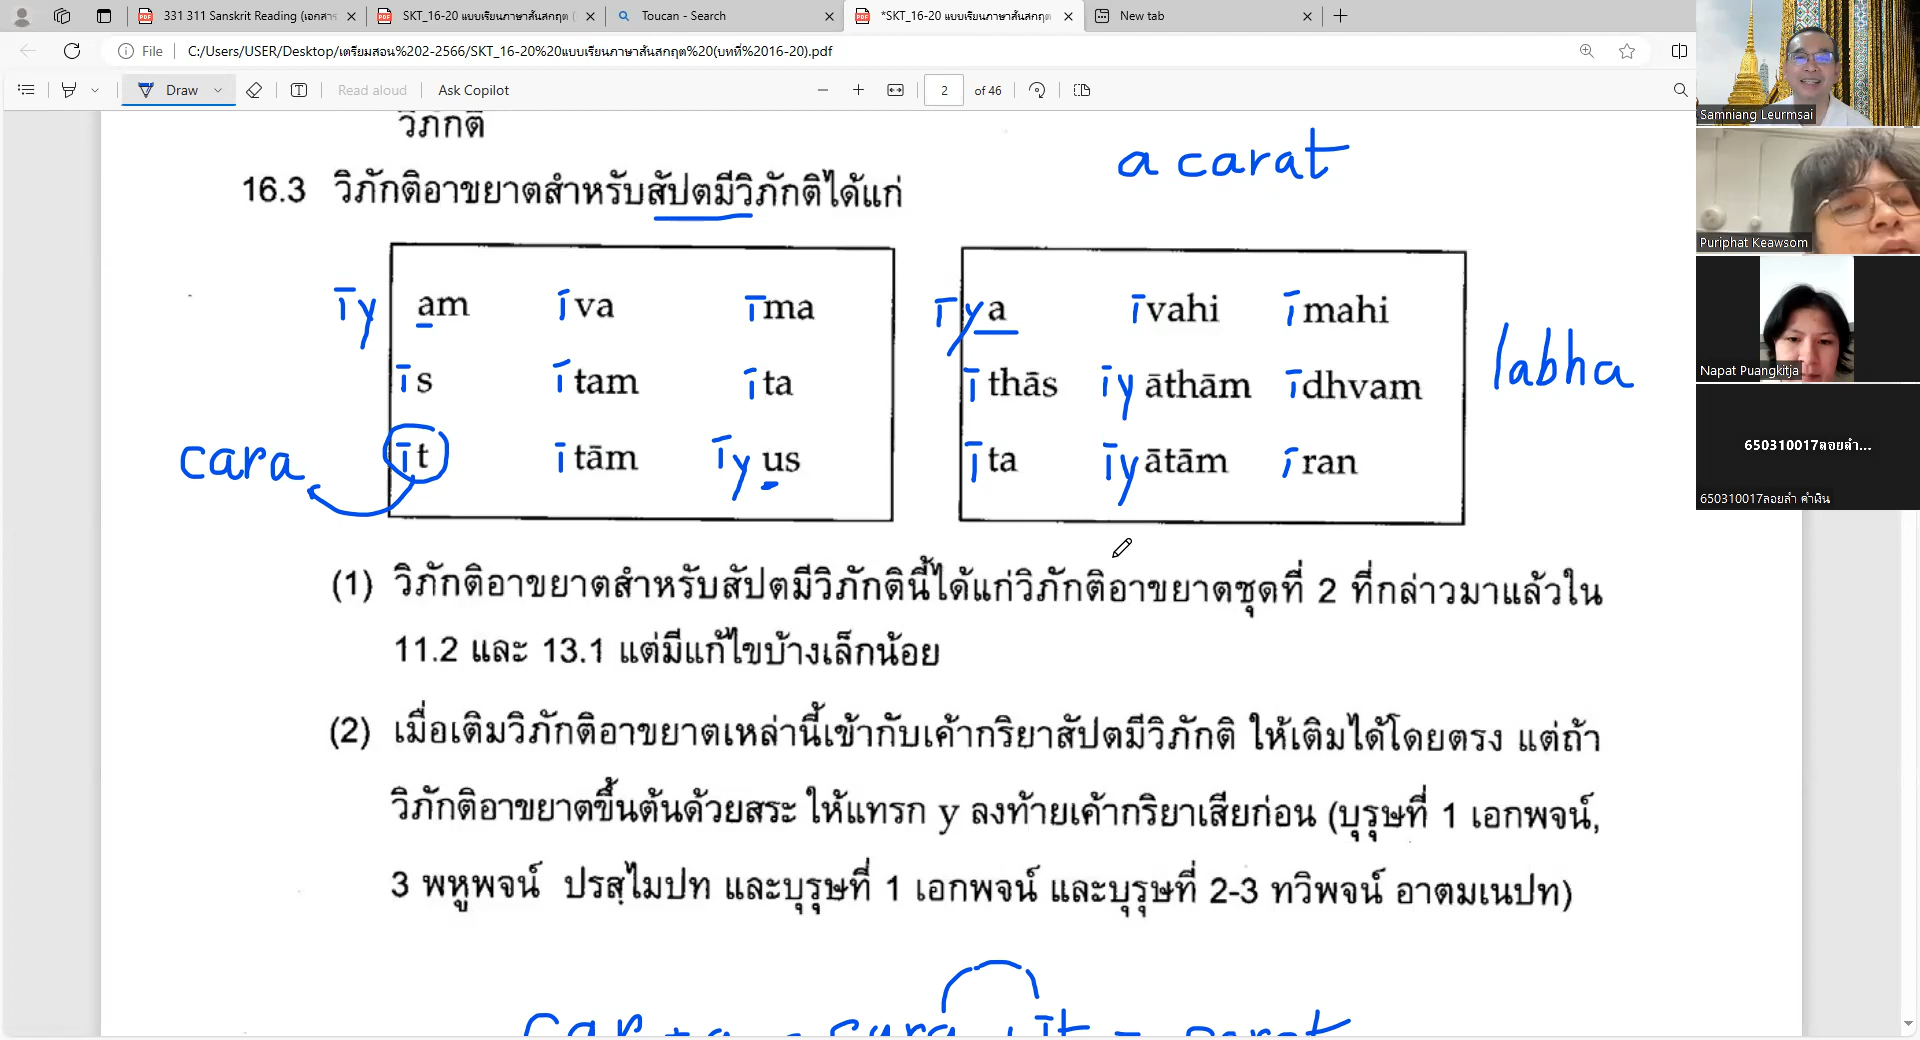 331 311 Sanskrit Reading (เอกสาร
SKT_16-20 แบบเรียนภาษาสันสกฤต (
Toucan - Search
*SKT_16-20 แบบเรียนภาษาสันสกฤต
New tab
File
C:/Users/USER/Desktop/เตรียมสอน%202-2566/SKT_16-20%20แบบเรียนภาษาสันสกฤต%20(บทที่%2016-20).pdf
Draw
Read aloud
Ask Copilot
2 of 46
วิภักติ
a carat
16.3 วิภักติอาขยาตสำหรับสัปตมีวิภักติได้แก่
īy am īva īma
īs ītam īta
īt ītām īyus
cara
īya īvahi īmahi
īthās īyāthām īdhvam
īta īyātām īran
labha
(1) วิภักติอาขยาตสำหรับสัปตมีวิภักตินี้ได้แก่วิภักติอาขยาตชุดที่ 2 ที่กล่าวมาแล้วใน
11.2 และ 13.1 แต่มีแก้ไขบ้างเล็กน้อย
(2) เมื่อเติมวิภักติอาขยาตเหล่านี้เข้ากับเค้ากริยาสัปตมีวิภักติ ให้เติมได้โดยตรง แต่ถ้า
วิภักติอาขยาตขึ้นต้นด้วยสระ ให้แทรก y ลงท้ายเค้ากริยาเสียก่อน (บุรุษที่ 1 เอกพจน์,
3 พหูพจน์ ปรสฺไมปท และบุรุษที่ 1 เอกพจน์ และบุรุษที่ 2-3 ทวิพจน์ อาตมเนปท)
Samniang Leurmsai
Puriphat Keawsom
Napat Puangkitja
650310017ลอยลำ...
650310017ลอยลำ คำผิน